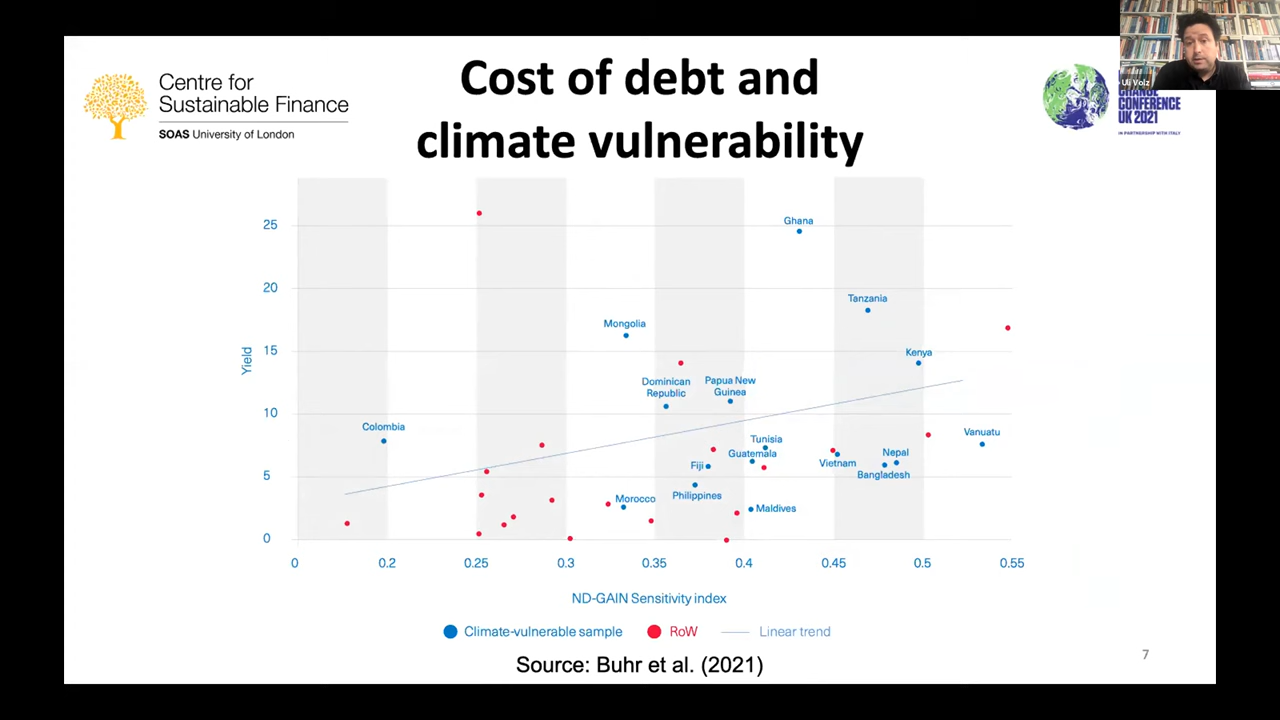 Centre for
Sustainable Finance
SOAS University of London
Cost of debt and
climate vulnerability
Uli Volz
CHANGE
CONFERENCE
UK 2021
IN PARTNERSHIP WITH ITALY
25
20
15
10
5
0
Yield
Ghana
Tanzania
Mongolia
Kenya
Dominican
Republic
Papua New
Guinea
Colombia
Tunisia
Vanuatu
Guatemala
Nepal
Fiji
Vietnam
Bangladesh
Philippines
Morocco
Maldives
0 0.2 0.25 0.3 0.35 0.4 0.45 0.5 0.55
ND-GAIN Sensitivity index
Climate-vulnerable sample RoW Linear trend
Source: Buhr et al. (2021)
7